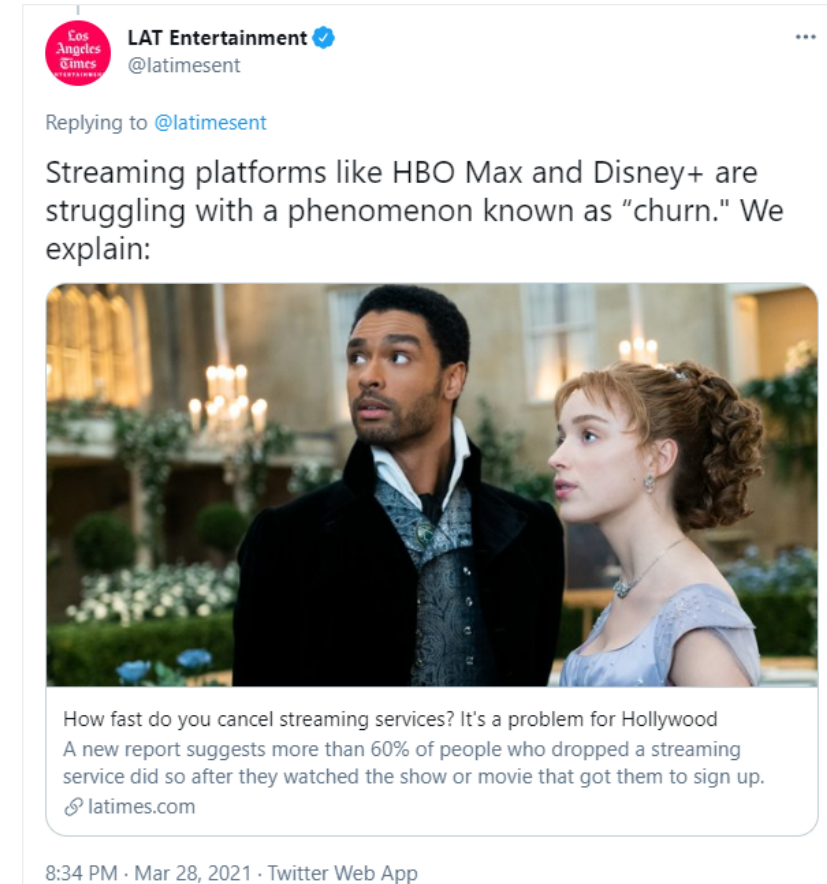 Los
Angeles
Times
ENTERTAINMENT
LAT Entertainment
@latimesent
Replying to @latimesent
Streaming platforms like HBO Max and Disney+ are
struggling with a phenomenon known as “churn." We
explain:
How fast do you cancel streaming services? It's a problem for Hollywood
A new report suggests more than 60% of people who dropped a streaming
service did so after they watched the show or movie that got them to sign up.
latimes.com
8:34 PM · Mar 28, 2021 · Twitter Web App